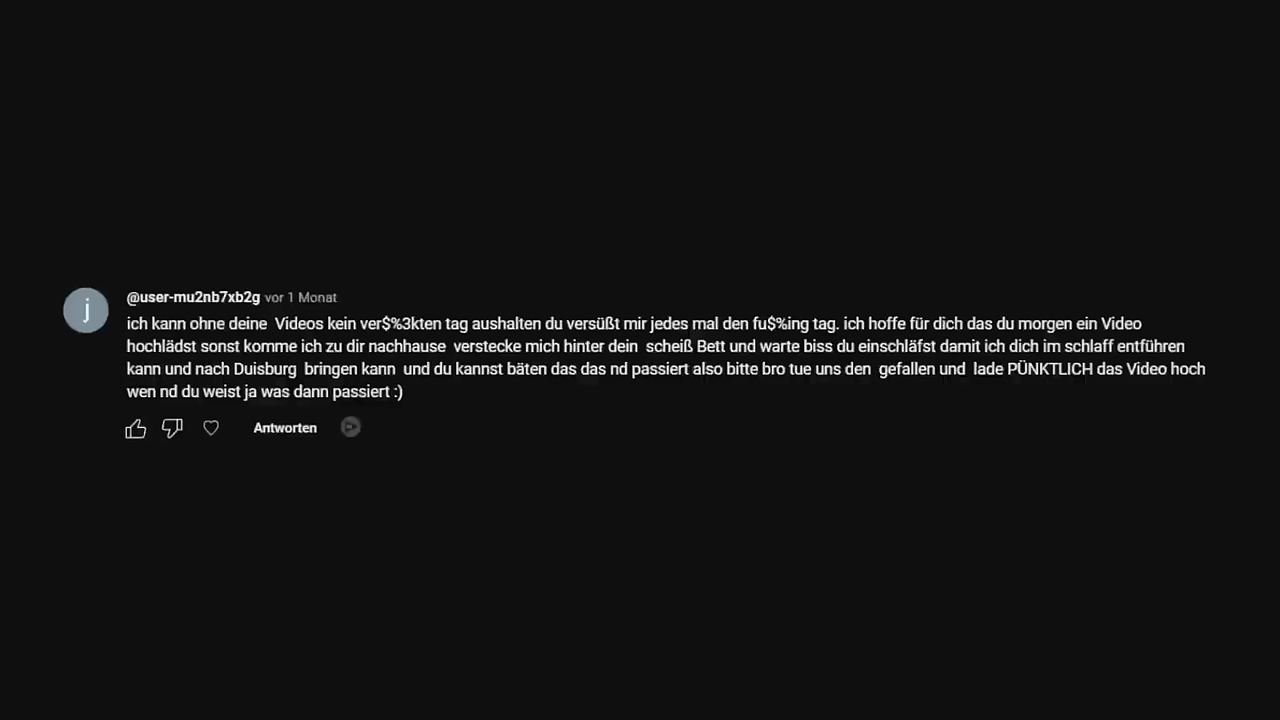 j
@user-mu2nb7xb2g vor 1 Monat
ich kann ohne deine  Videos kein ver$%3kten tag aushalten du versüßt mir jedes mal den fu$%ing tag. ich hoffe für dich das du morgen ein Video
hochlädst sonst komme ich zu dir nachhause  verstecke mich hinter dein  scheiß Bett und warte biss du einschläfst damit ich dich im schlaff entführen
kann und nach Duisburg  bringen kann  und du kannst bäten das das nd passiert also bitte bro tue uns den  gefallen und  lade PÜNKTLICH das Video hoch
wen nd du weist ja was dann passiert :)
Antworten